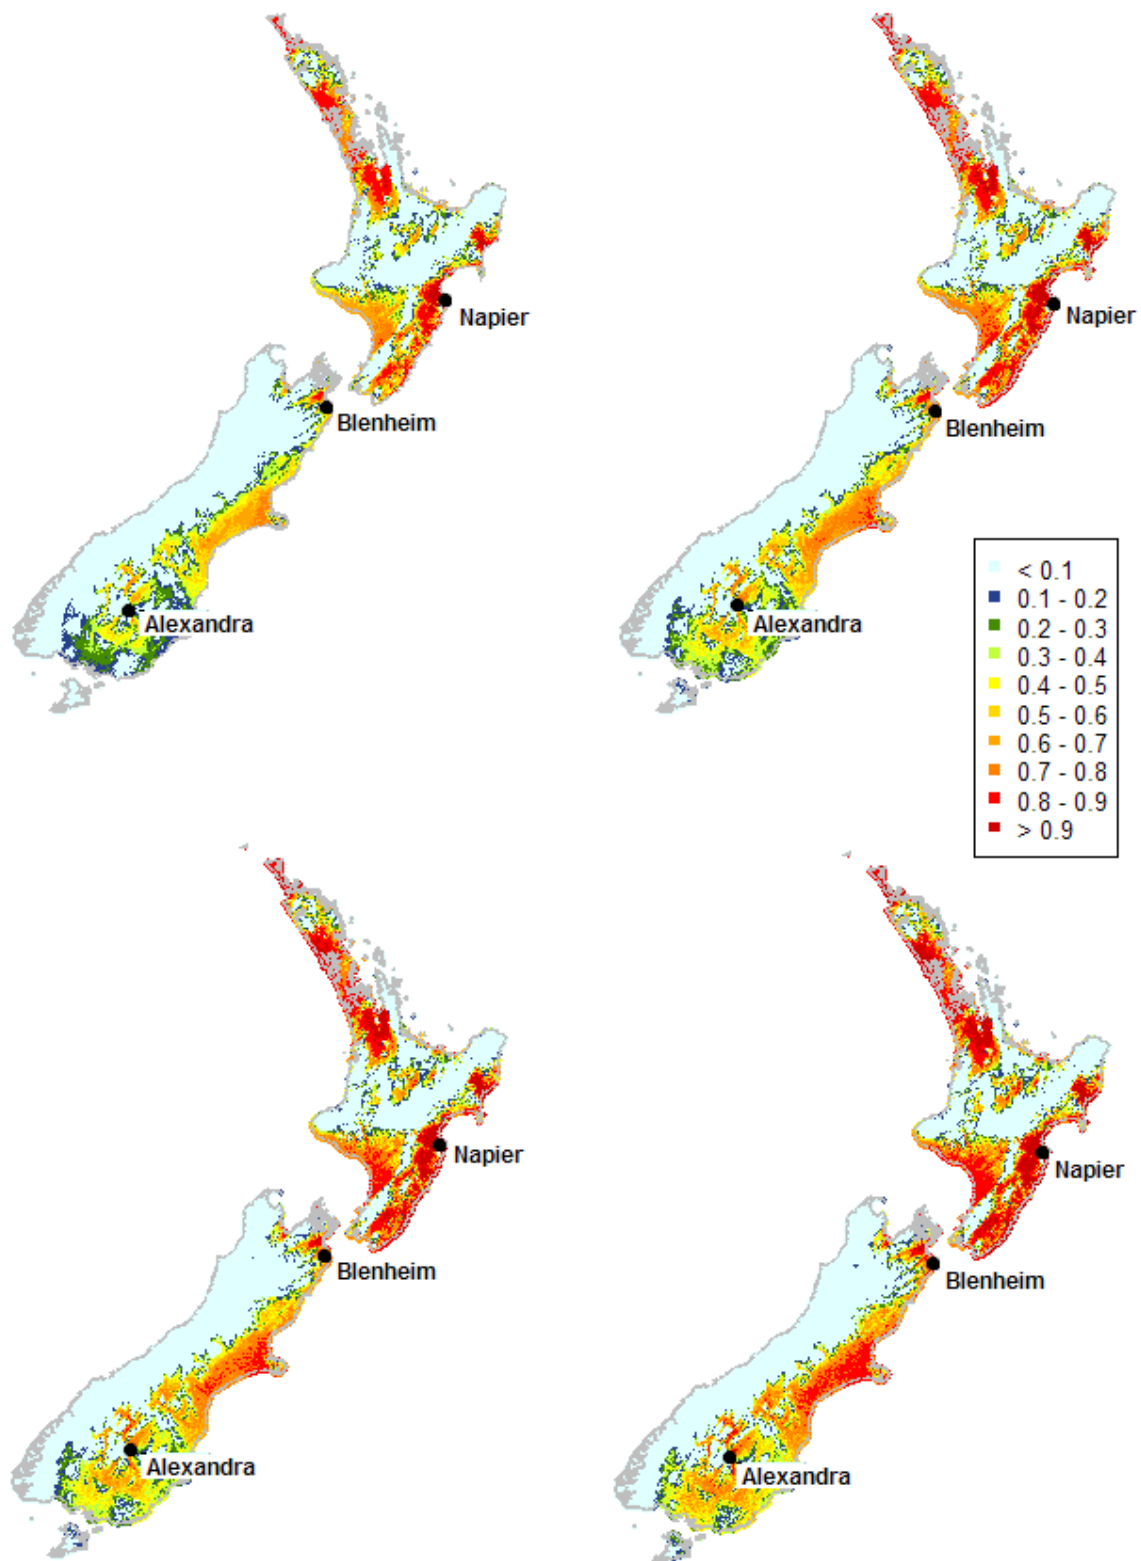 Napier
Blenheim
Alexandra
Napier
Blenheim
Alexandra
< 0.1
0.1 - 0.2
0.2 - 0.3
0.3 - 0.4
0.4 - 0.5
0.5 - 0.6
0.6 - 0.7
0.7 - 0.8
0.8 - 0.9
> 0.9
Napier
Blenheim
Alexandra
Napier
Blenheim
Alexandra